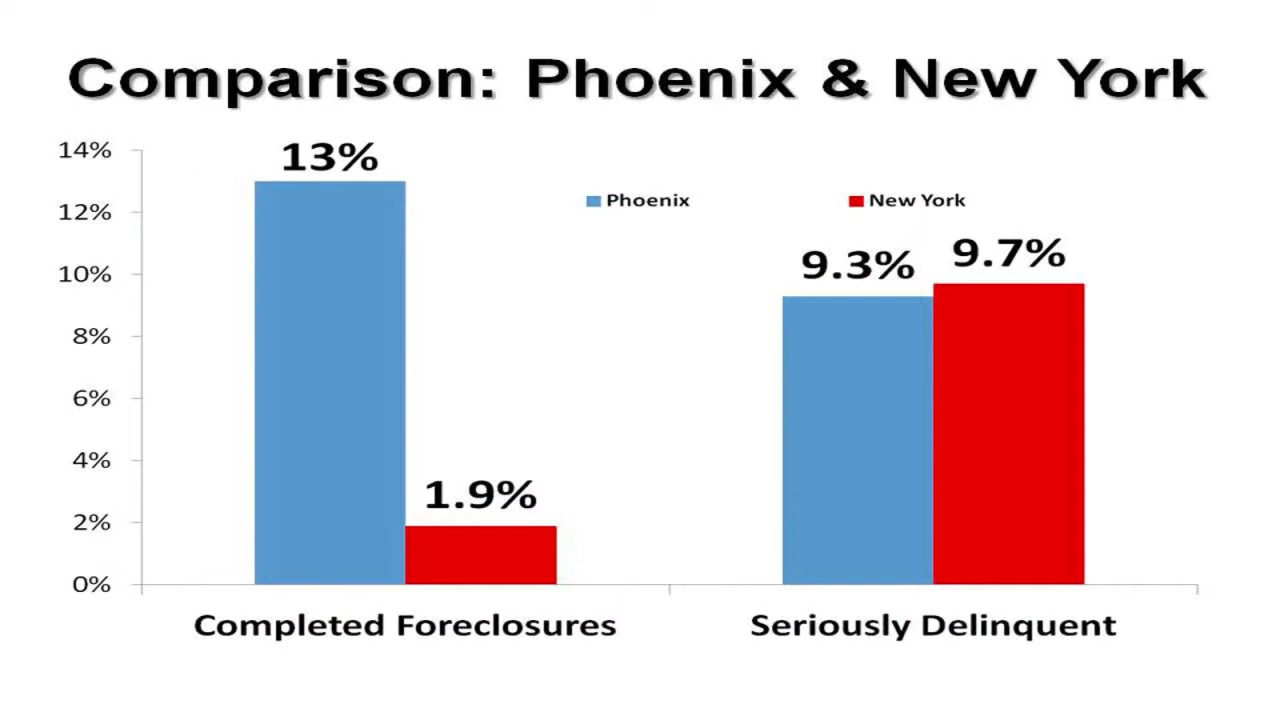 Comparison: Phoenix & New York
14%
12%
10%
8%
6%
4%
2%
0%
13%
1.9%
9.3%
9.7%
Phoenix
New York
Completed Foreclosures
Seriously Delinquent